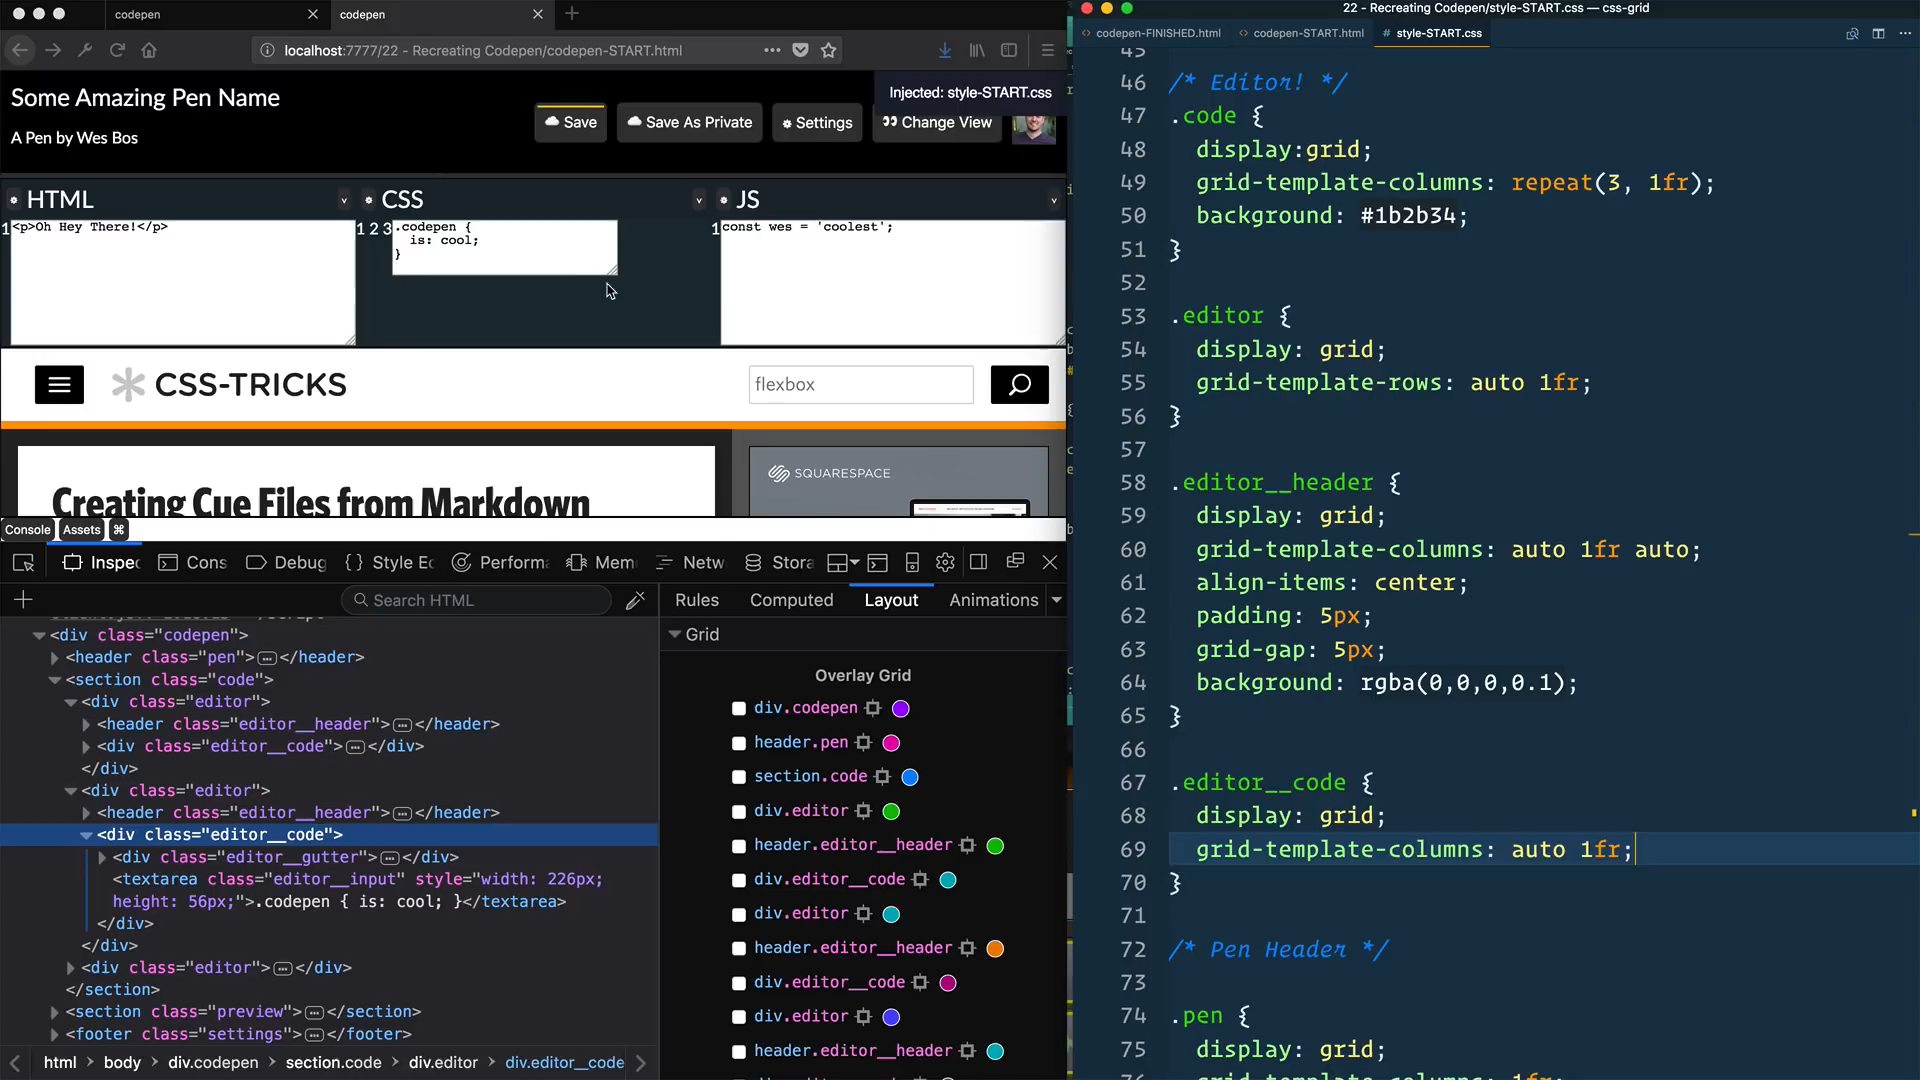 codepen
codepen
localhost:7777/22 - Recreating Codepen/codepen-START.html
Some Amazing Pen Name
A Pen by Wes Bos
Save
Save As Private
Settings
Change View
Injected: style-START.css
HTML
CSS
JS
1
<p>Oh Hey There!</p>
1 2 3
.codepen {
is: cool;
}
1
const wes = 'coolest';
CSS-TRICKS
flexbox
Creating Cue Files from Markdown
SQUARESPACE
Console
Assets
⌘
Inspec
Cons
Debug
{ } Style Ec
Performa
Mem
Netw
Stora
Search HTML
Rules
Computed
Layout
Animations
<div class="codepen">
<header class="pen">…</header>
<section class="code">
<div class="editor">
<header class="editor__header">…</header>
<div class="editor__code">…</div>
</div>
<div class="editor">
<header class="editor__header">…</header>
<div class="editor__code">
<div class="editor__gutter">…</div>
<textarea class="editor__input" style="width: 226px;
height: 56px;">.codepen { is: cool; }</textarea>
</div>
</div>
<div class="editor">…</div>
</section>
<section class="preview">…</section>
<footer class="settings">…</footer>
html > body > div.codepen > section.code > div.editor > div.editor__code
Grid
Overlay Grid
div.codepen
header.pen
section.code
div.editor
header.editor__header
div.editor__code
div.editor
header.editor__header
div.editor__code
div.editor
header.editor__header
22 - Recreating Codepen/style-START.css — css-grid
codepen-FINISHED.html
codepen-START.html
# style-START.css
45
46 /* Editor! */
47 .code {
48 display:grid;
49 grid-template-columns: repeat(3, 1fr);
50 background: #1b2b34;
51 }
52
53 .editor {
54 display: grid;
55 grid-template-rows: auto 1fr;
56 }
57
58 .editor__header {
59 display: grid;
60 grid-template-columns: auto 1fr auto;
61 align-items: center;
62 padding: 5px;
63 grid-gap: 5px;
64 background: rgba(0,0,0,0.1);
65 }
66
67 .editor__code {
68 display: grid;
69 grid-template-columns: auto 1fr;
70 }
71
72 /* Pen Header */
73
74 .pen {
75 display: grid;